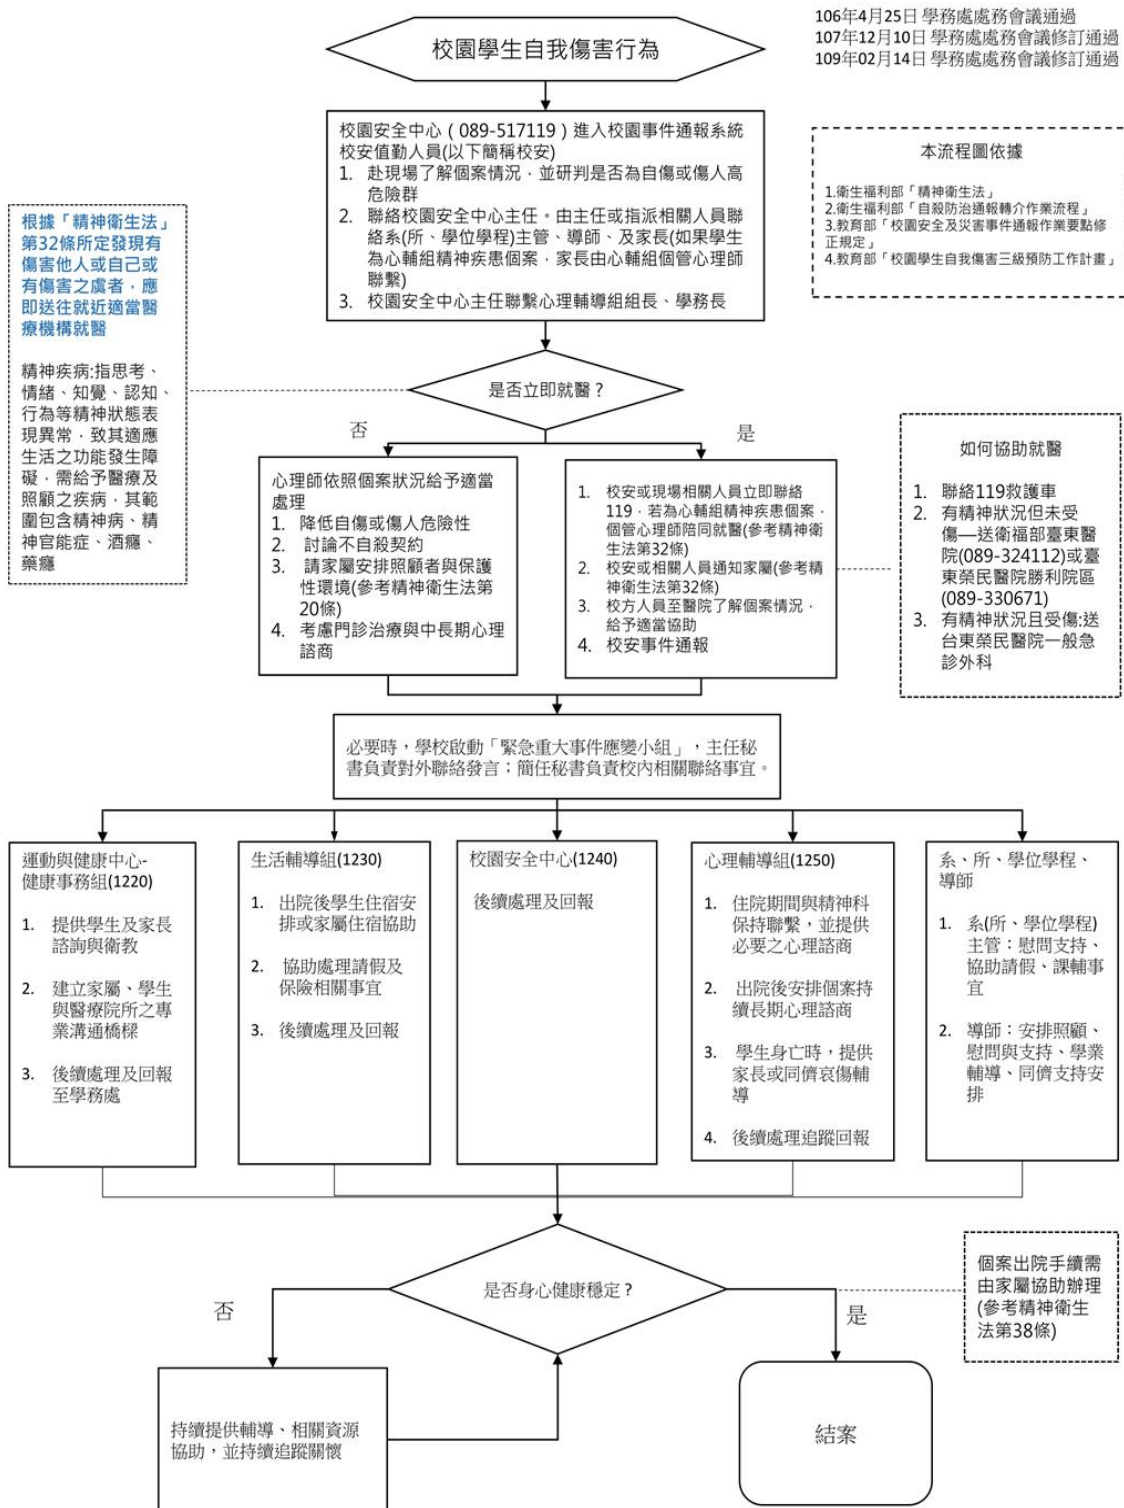 106年4月25日 學務處處務會議通過
107年12月10日 學務處處務會議修訂通過
109年02月14日 學務處處務會議修訂通過
校園學生自我傷害行為
校園安全中心（089-517119）進入校園事件通報系統
校安值勤人員(以下簡稱校安)
1. 赴現場了解個案情況，並研判是否為自傷或傷人高
危險群
2. 聯絡校園安全中心主任。由主任或指派相關人員聯
絡系(所、學位學程)主管、導師、及家長(如果學生
為心輔組精神疾患個案，家長由心輔組個管心理師
聯繫)
3. 校園安全中心主任聯繫心理輔導組組長、學務長
本流程圖依據
1.衛生福利部「精神衛生法」
2.衛生福利部「自殺防治通報轉介作業流程」
3.教育部「校園安全及災害事件通報作業要點修
正規定」
4.教育部「校園學生自我傷害三級預防工作計畫」
根據「精神衛生法」
第32條所定發現有
傷害他人或自己或
有傷害之虞者，應
即送往就近適當醫
療機構就醫
精神疾病:指思考、
情緒、知覺、認知、
行為等精神狀態表
現異常，致其適應
生活之功能發生障
礙，需給予醫療及
照顧之疾病，其範
圍包含精神病、精
神官能症、酒癮、
藥癮
是否立即就醫？
否
是
心理師依照個案狀況給予適當
處理
1. 降低自傷或傷人危險性
2. 討論不自殺契約
3. 請家屬安排照顧者與保護
性環境(參考精神衛生法第
20條)
4. 考慮門診治療與中長期心理
諮商
1. 校安或現場相關人員立即聯絡
119，若為心輔組精神疾患個案，
個管心理師陪同就醫(參考精神衛
生法第32條)
2. 校安或相關人員通知家屬(參考精
神衛生法第32條)
3. 校方人員至醫院了解個案情況，
給予適當協助
4. 校安事件通報
如何協助就醫
1. 聯絡119救護車
2. 有精神狀況但未受
傷—送衛福部臺東醫
院(089-324112)或臺
東榮民醫院勝利院區
(089-330671)
3. 有精神狀況且受傷:送
台東榮民醫院一般急
診外科
必要時，學校啟動「緊急重大事件應變小組」，主任秘
書負責對外聯絡發言；簡任秘書負責校內相關聯絡事宜。
運動與健康中心-
健康事務組(1220)
1. 提供學生及家長
諮詢與衛教
2. 建立家屬、學生
與醫療院所之專
業溝通橋樑
3. 後續處理及回報
至學務處
生活輔導組(1230)
1. 出院後學生住宿安
排或家屬住宿協助
2. 協助處理請假及
保險相關事宜
3. 後續處理及回報
校園安全中心(1240)
後續處理及回報
心理輔導組(1250)
1. 住院期間與精神科
保持聯繫，並提供
必要之心理諮商
2. 出院後安排個案持
續長期心理諮商
3. 學生身亡時，提供
家長或同儕哀傷輔
導
4. 後續處理追蹤回報
系、所、學位學程、
導師
1. 系(所、學位學程)
主管：慰問支持、
協助請假、課輔事
宜
2. 導師：安排照顧、
慰問與支持、學業
輔導、同儕支持安
排
是否身心健康穩定？
否
是
個案出院手續需
由家屬協助辦理
(參考精神衛生
法第38條)
持續提供輔導、相關資源
協助，並持續追蹤關懷
結案